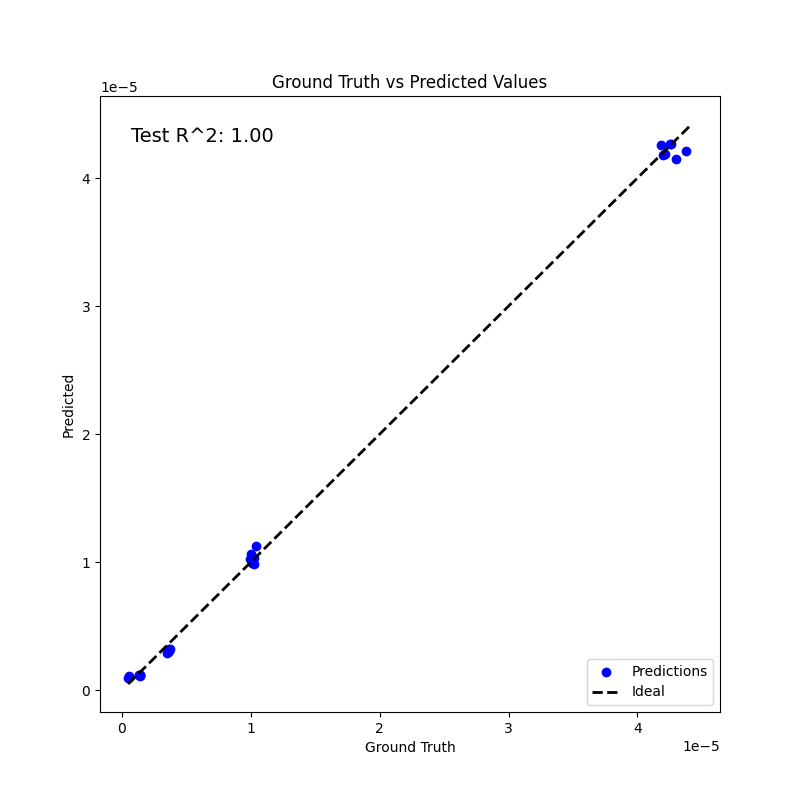 Ground Truth vs Predicted Values
1e−5
Test R^2: 1.00
4
3
2
1
0
Predicted
Predictions
Ideal
0 1 2 3 4
Ground Truth
1e−5